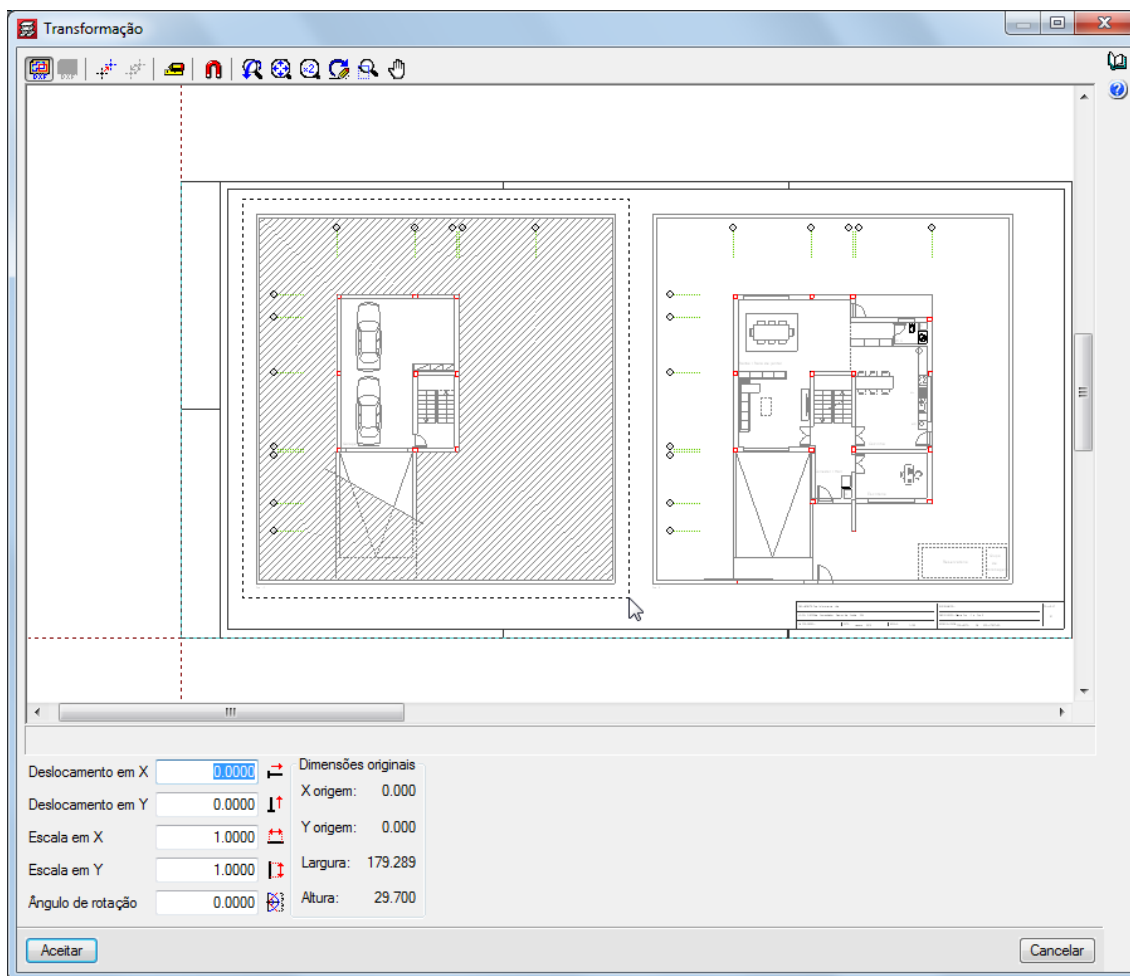 Transformação
Deslocamento em X 0.0000
Deslocamento em Y 0.0000
Escala em X 1.0000
Escala em Y 1.0000
Ângulo de rotação 0.0000
Dimensões originais
X origem: 0.000
Y origem: 0.000
Largura: 179.289
Altura: 29.700
Aceitar
Cancelar